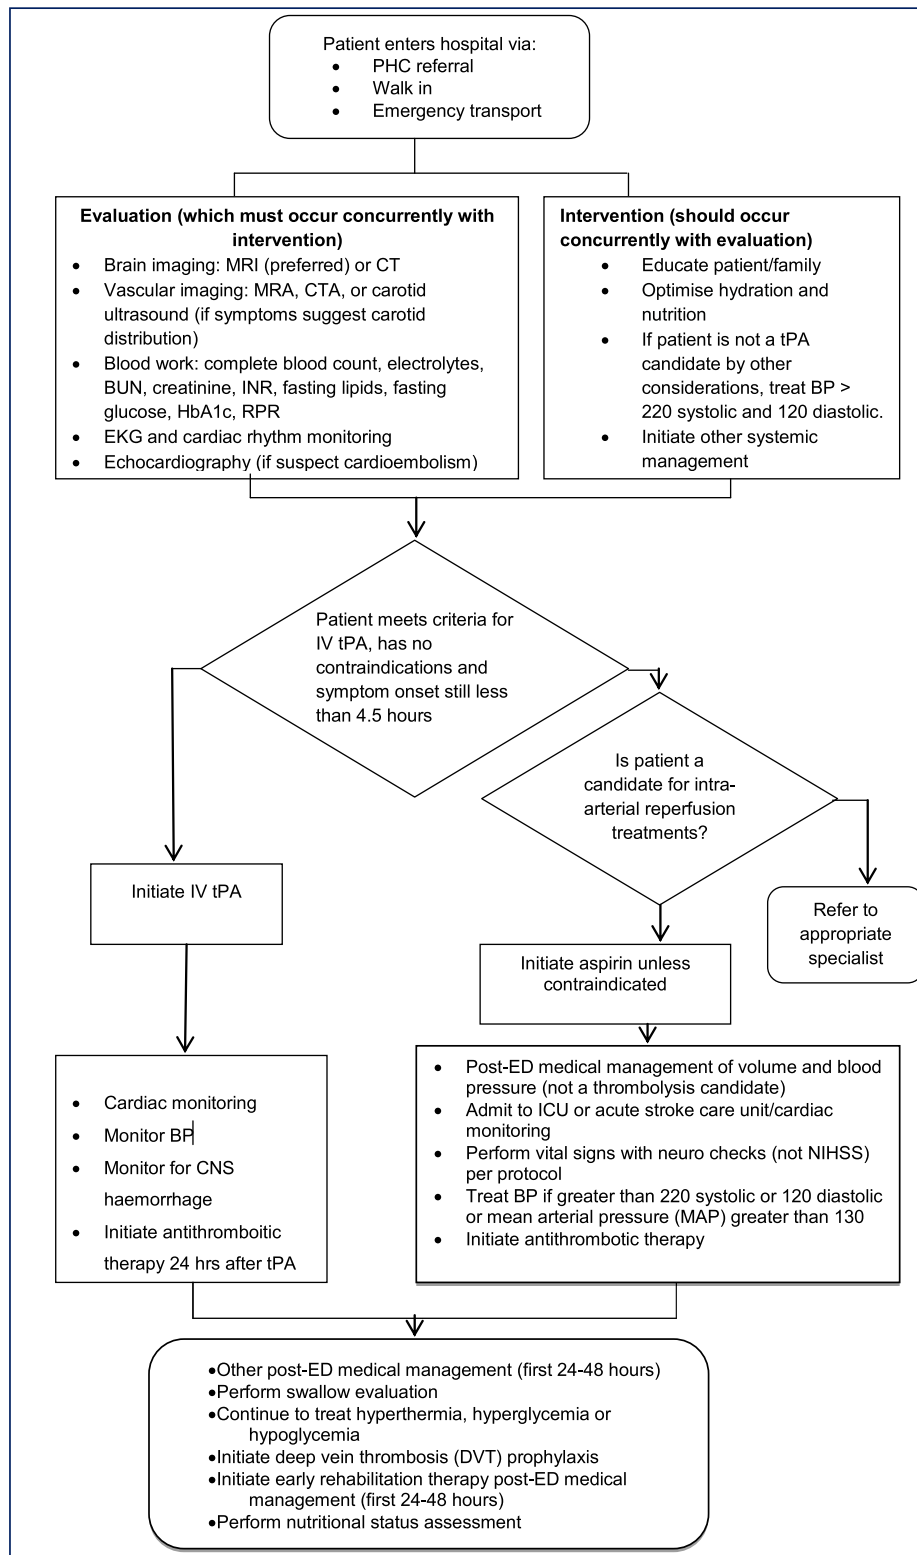 Patient enters hospital via:
• PHC referral
• Walk in
• Emergency transport
Evaluation (which must occur concurrently with
intervention)
• Brain imaging: MRI (preferred) or CT
• Vascular imaging: MRA, CTA, or carotid
ultrasound (if symptoms suggest carotid
distribution)
• Blood work: complete blood count, electrolytes,
BUN, creatinine, INR, fasting lipids, fasting
glucose, HbA1c, RPR
• EKG and cardiac rhythm monitoring
• Echocardiography (if suspect cardioembolism)
Intervention (should occur
concurrently with evaluation)
• Educate patient/family
• Optimise hydration and
nutrition
• If patient is not a tPA
candidate by other
considerations, treat BP >
220 systolic and 120 diastolic.
• Initiate other systemic
management
Patient meets criteria for
IV tPA, has no
contraindications and
symptom onset still less
than 4.5 hours
Is patient a
candidate for intra-
arterial reperfusion
treatments?
Initiate IV tPA
Refer to
appropriate
specialist
Initiate aspirin unless
contraindicated
• Cardiac monitoring
• Monitor BP
• Monitor for CNS
haemorrhage
• Initiate antithromboitic
therapy 24 hrs after tPA
• Post-ED medical management of volume and blood
pressure (not a thrombolysis candidate)
• Admit to ICU or acute stroke care unit/cardiac
monitoring
• Perform vital signs with neuro checks (not NIHSS)
per protocol
• Treat BP if greater than 220 systolic or 120 diastolic
or mean arterial pressure (MAP) greater than 130
• Initiate antithrombotic therapy
•Other post-ED medical management (first 24-48 hours)
•Perform swallow evaluation
•Continue to treat hyperthermia, hyperglycemia or
hypoglycemia
•Initiate deep vein thrombosis (DVT) prophylaxis
•Initiate early rehabilitation therapy post-ED medical
management (first 24-48 hours)
•Perform nutritional status assessment